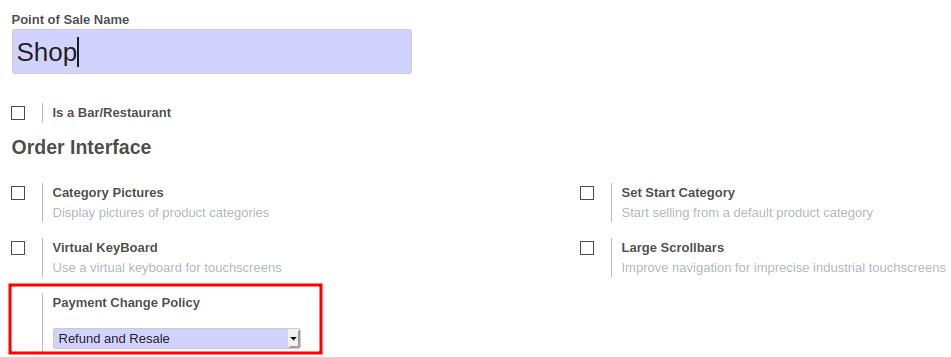 Point of Sale Name
Shop
Is a Bar/Restaurant
Order Interface
Category Pictures
Display pictures of product categories
Set Start Category
Start selling from a default product category
Virtual KeyBoard
Use a virtual keyboard for touchscreens
Large Scrollbars
Improve navigation for imprecise industrial touchscreens
Payment Change Policy
Refund and Resale